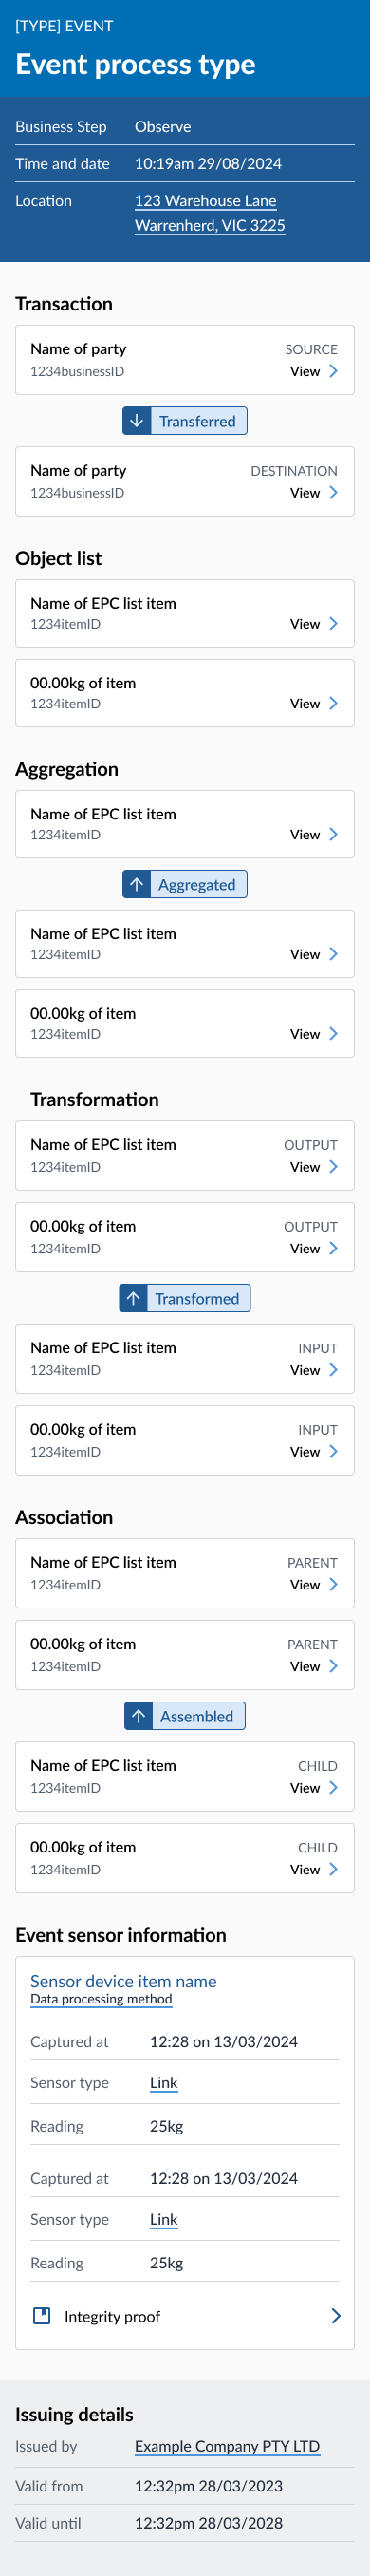 [TYPE] EVENT
Event process type
Business Step Observe
Time and date 10:19am 29/08/2024
Location 123 Warehouse Lane
Warrenherd, VIC 3225
Transaction
Name of party SOURCE
1234businessID View
Transferred
Name of party DESTINATION
1234businessID View
Object list
Name of EPC list item
1234itemID View
00.00kg of item
1234itemID View
Aggregation
Name of EPC list item
1234itemID View
Aggregated
Name of EPC list item
1234itemID View
00.00kg of item
1234itemID View
Transformation
Name of EPC list item OUTPUT
1234itemID View
00.00kg of item OUTPUT
1234itemID View
Transformed
Name of EPC list item INPUT
1234itemID View
00.00kg of item INPUT
1234itemID View
Association
Name of EPC list item PARENT
1234itemID View
00.00kg of item PARENT
1234itemID View
Assembled
Name of EPC list item CHILD
1234itemID View
00.00kg of item CHILD
1234itemID View
Event sensor information
Sensor device item name
Data processing method
Captured at 12:28 on 13/03/2024
Sensor type Link
Reading 25kg
Captured at 12:28 on 13/03/2024
Sensor type Link
Reading 25kg
Integrity proof
Issuing details
Issued by Example Company PTY LTD
Valid from 12:32pm 28/03/2023
Valid until 12:32pm 28/03/2028